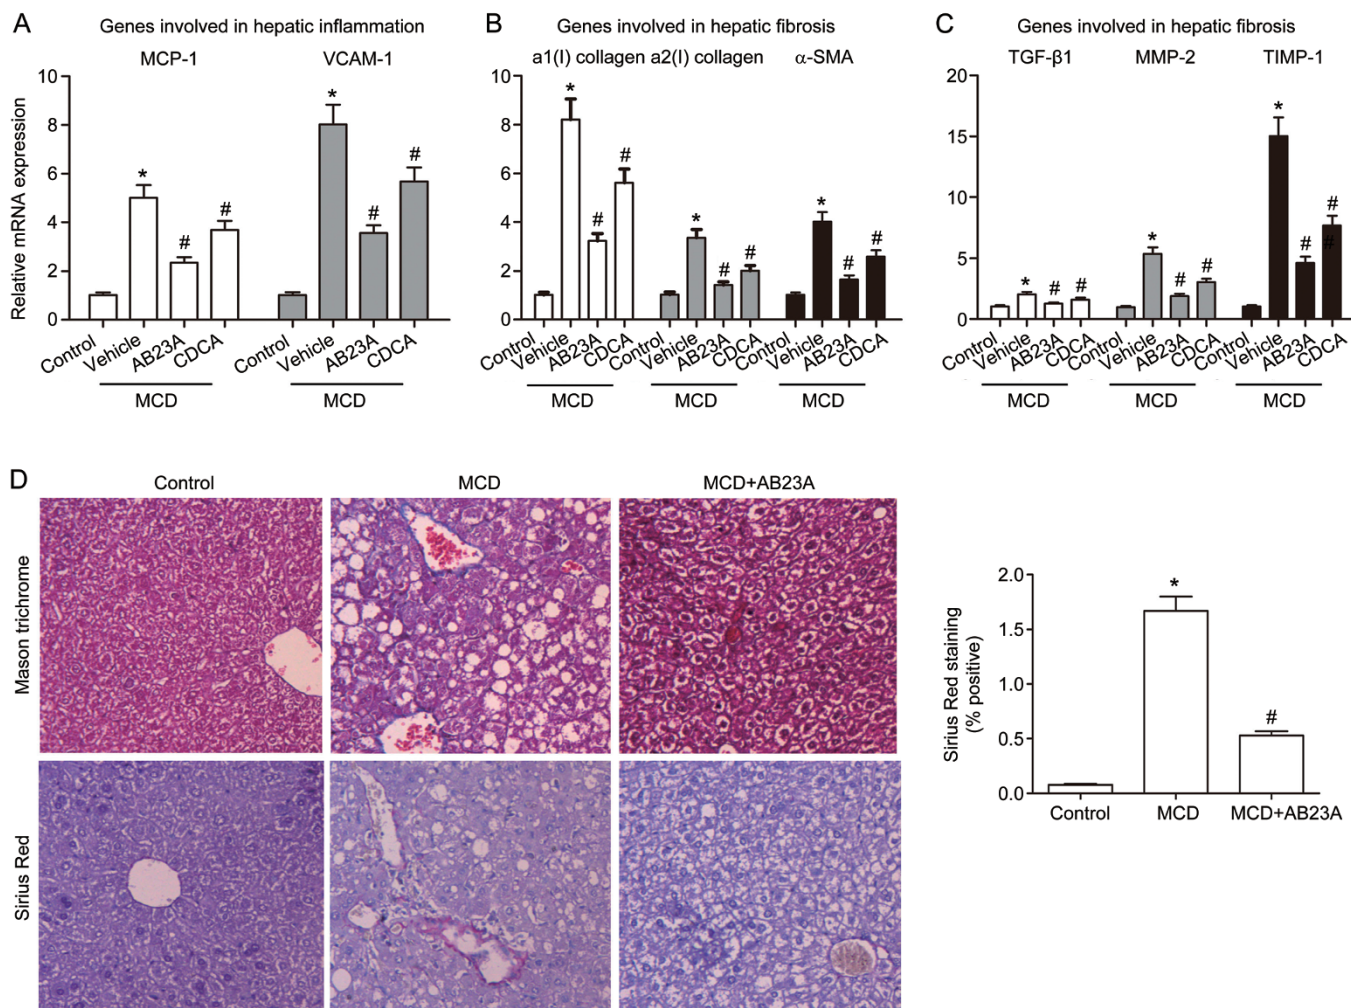 A Genes involved in hepatic inflammation
MCP-1 VCAM-1
Relative mRNA expression
10
8
6
4
2
0
* # # * # #
Control Vehicle AB23A CDCA Control Vehicle AB23A CDCA
MCD MCD
B Genes involved in hepatic fibrosis
a1(I) collagen a2(I) collagen α-SMA
10
8
6
4
2
0
* # # * # # * # #
Control Vehicle AB23A CDCA Control Vehicle AB23A CDCA Control Vehicle AB23A CDCA
MCD MCD MCD
C Genes involved in hepatic fibrosis
TGF-β1 MMP-2 TIMP-1
20
15
10
5
0
* # # * # # * # # #
Control Vehicle AB23A CDCA Control Vehicle AB23A CDCA Control Vehicle AB23A CDCA
MCD MCD MCD
D
Control MCD MCD+AB23A
Mason trichrome
Sirius Red
Sirius Red staining
(% positive)
2.0
1.5
1.0
0.5
0.0
* #
Control MCD MCD+AB23A